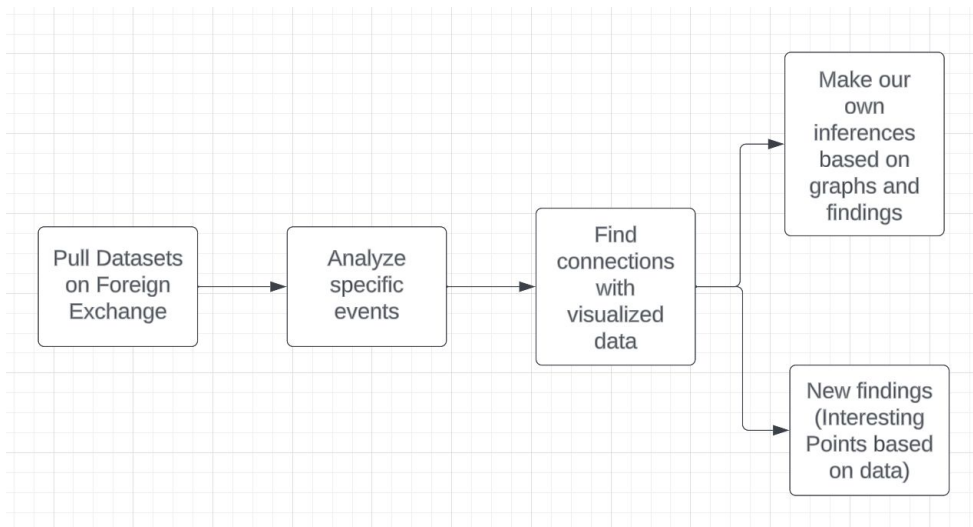 Pull Datasets
on Foreign
Exchange
Analyze
specific
events
Find
connections
with
visualized
data
Make our
own
inferences
based on
graphs and
findings
New findings
(Interesting
Points based
on data)